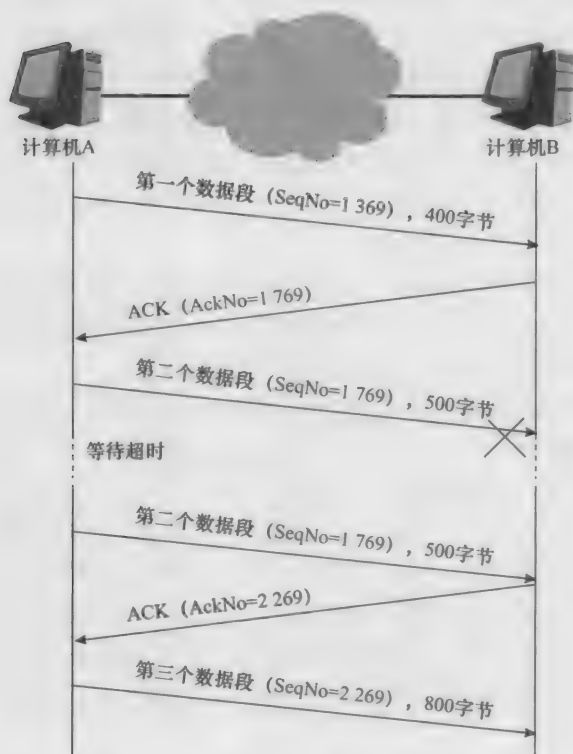 计算机A
计算机B
第一个数据段（SeqNo=1 369），400字节
ACK（AckNo=1 769）
第二个数据段（SeqNo=1 769），500字节
等待超时
第二个数据段（SeqNo=1 769），500字节
ACK（AckNo=2 269）
第三个数据段（SeqNo=2 269），800字节